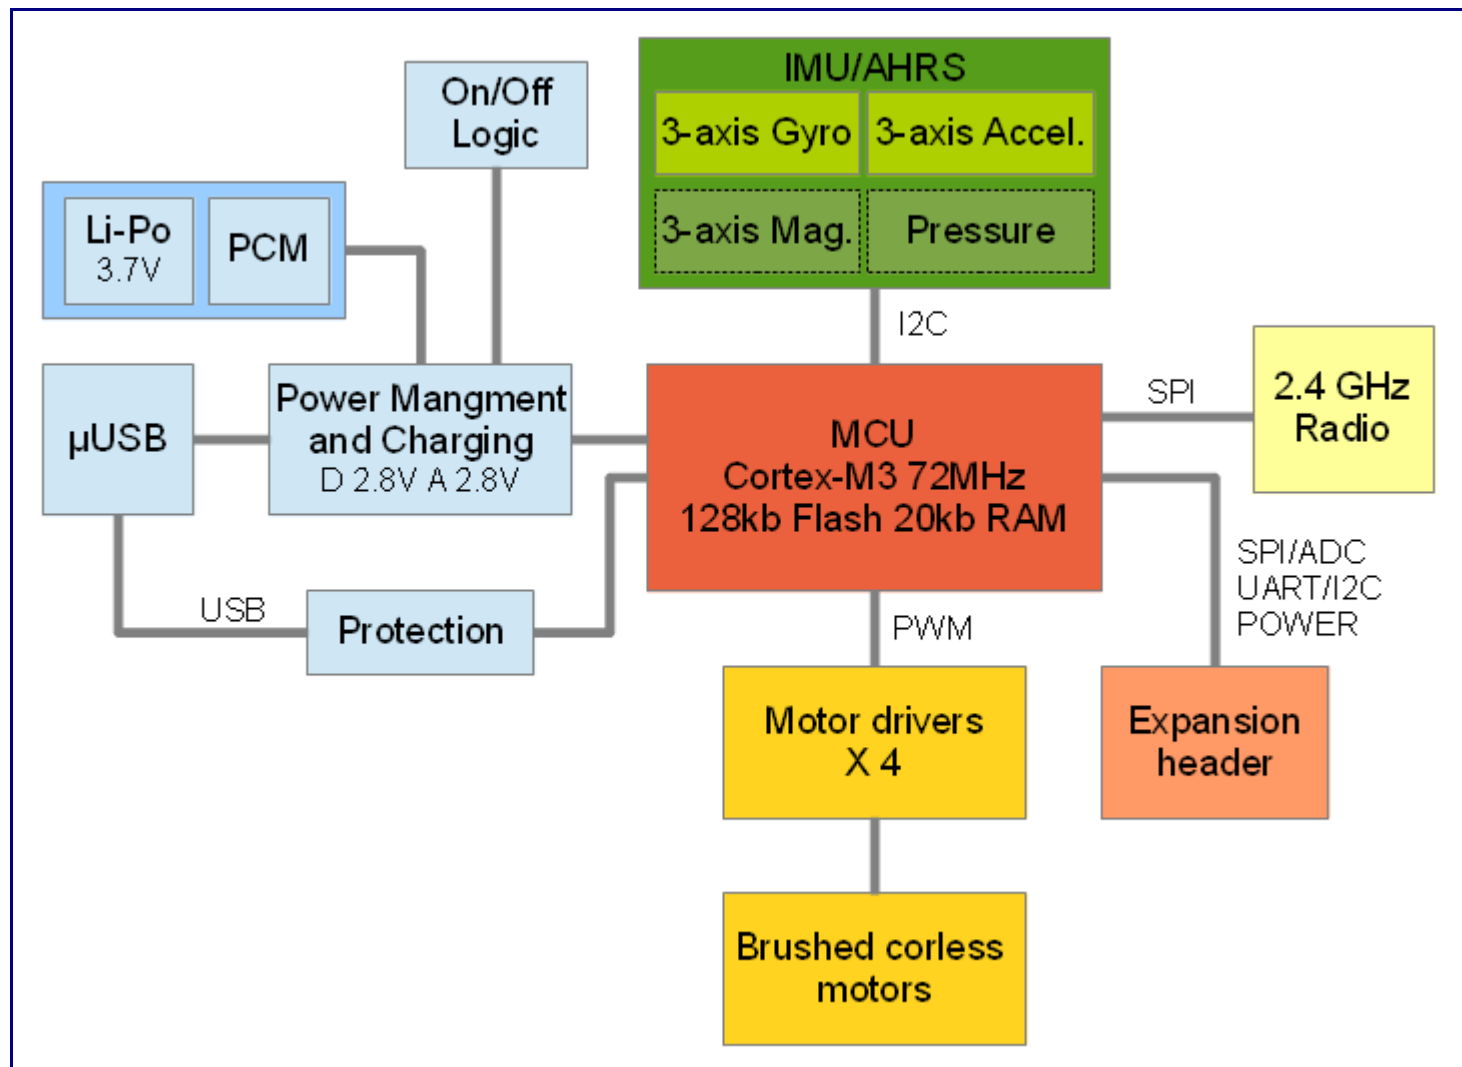 IMU/AHRS
3-axis Gyro
3-axis Accel.
3-axis Mag.
Pressure
On/Off
Logic
Li-Po
3.7V
PCM
I2C
µUSB
Power Mangment
and Charging
D 2.8V A 2.8V
MCU
Cortex-M3 72MHz
128kb Flash 20kb RAM
SPI
2.4 GHz
Radio
SPI/ADC
UART/I2C
POWER
USB
Protection
PWM
Motor drivers
X 4
Expansion
header
Brushed corless
motors